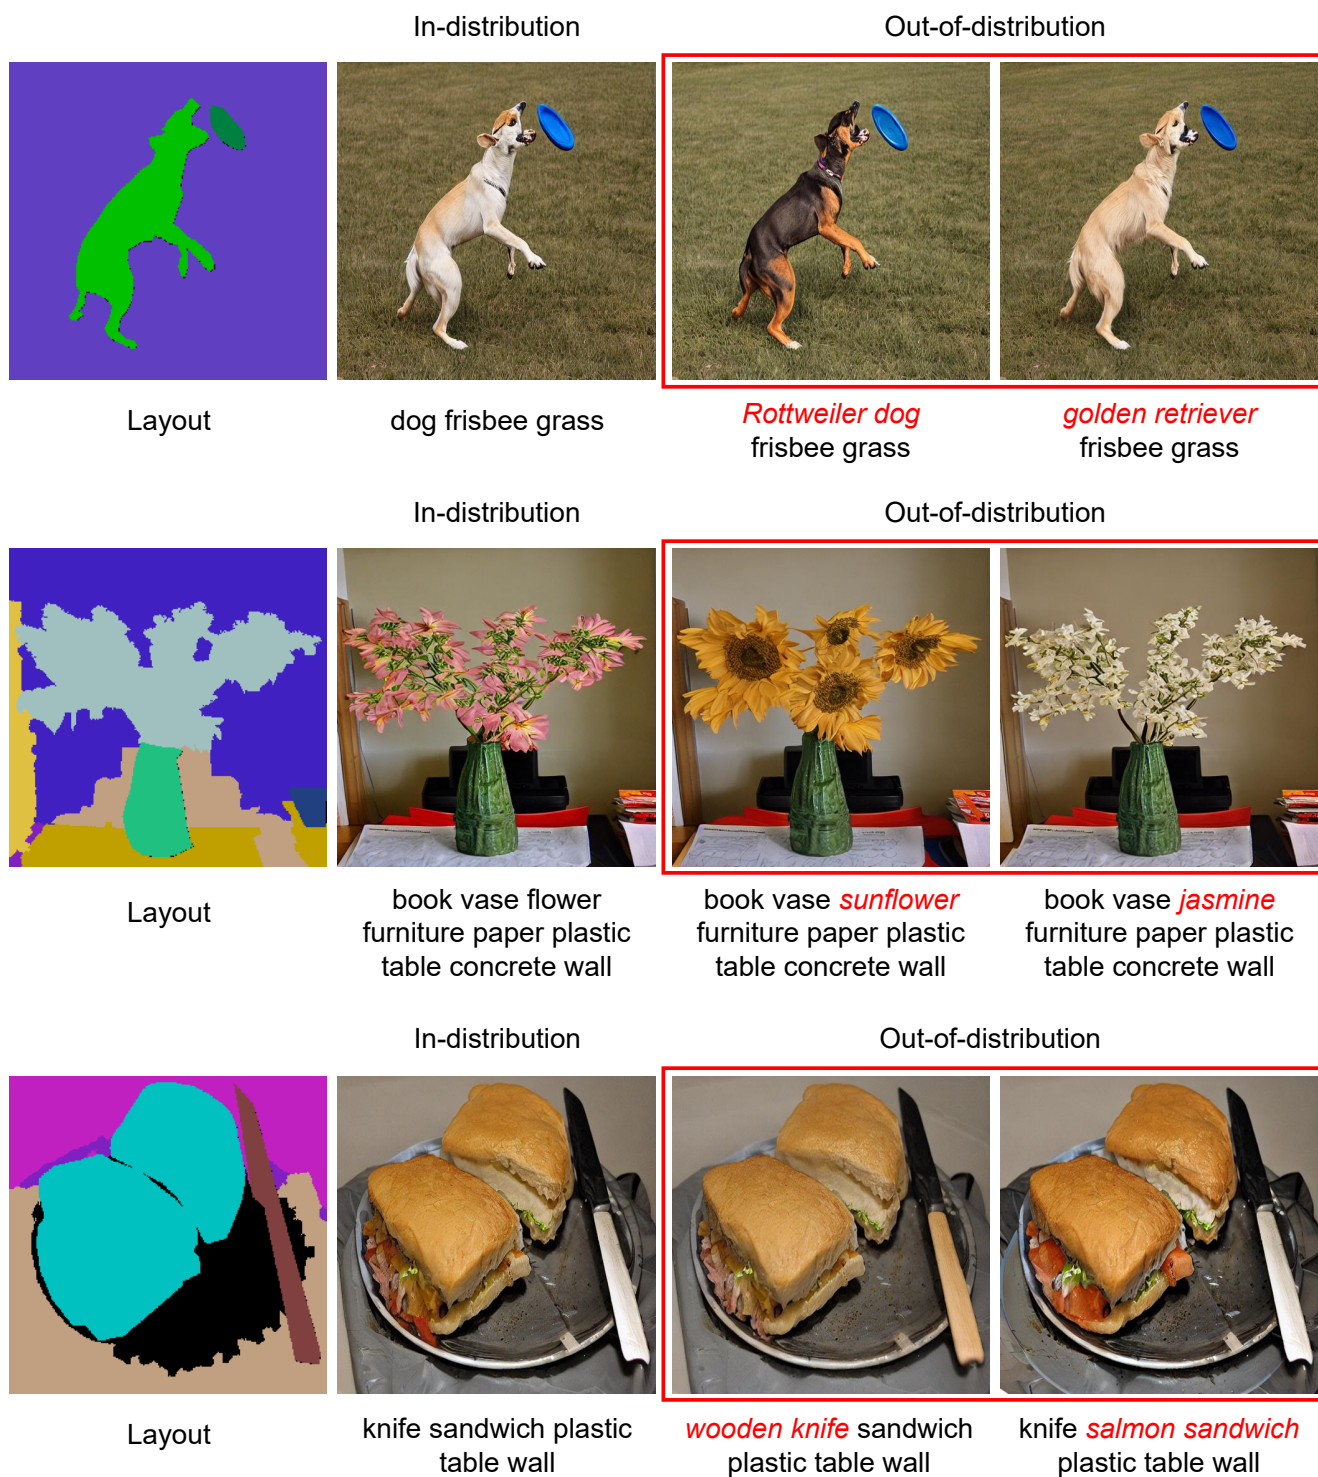 In-distribution
Out-of-distribution
Layout
dog frisbee grass
Rottweiler dog
frisbee grass
golden retriever
frisbee grass
In-distribution
Out-of-distribution
Layout
book vase flower
furniture paper plastic
table concrete wall
book vase sunflower
furniture paper plastic
table concrete wall
book vase jasmine
furniture paper plastic
table concrete wall
In-distribution
Out-of-distribution
Layout
knife sandwich plastic
table wall
wooden knife sandwich
plastic table wall
knife salmon sandwich
plastic table wall